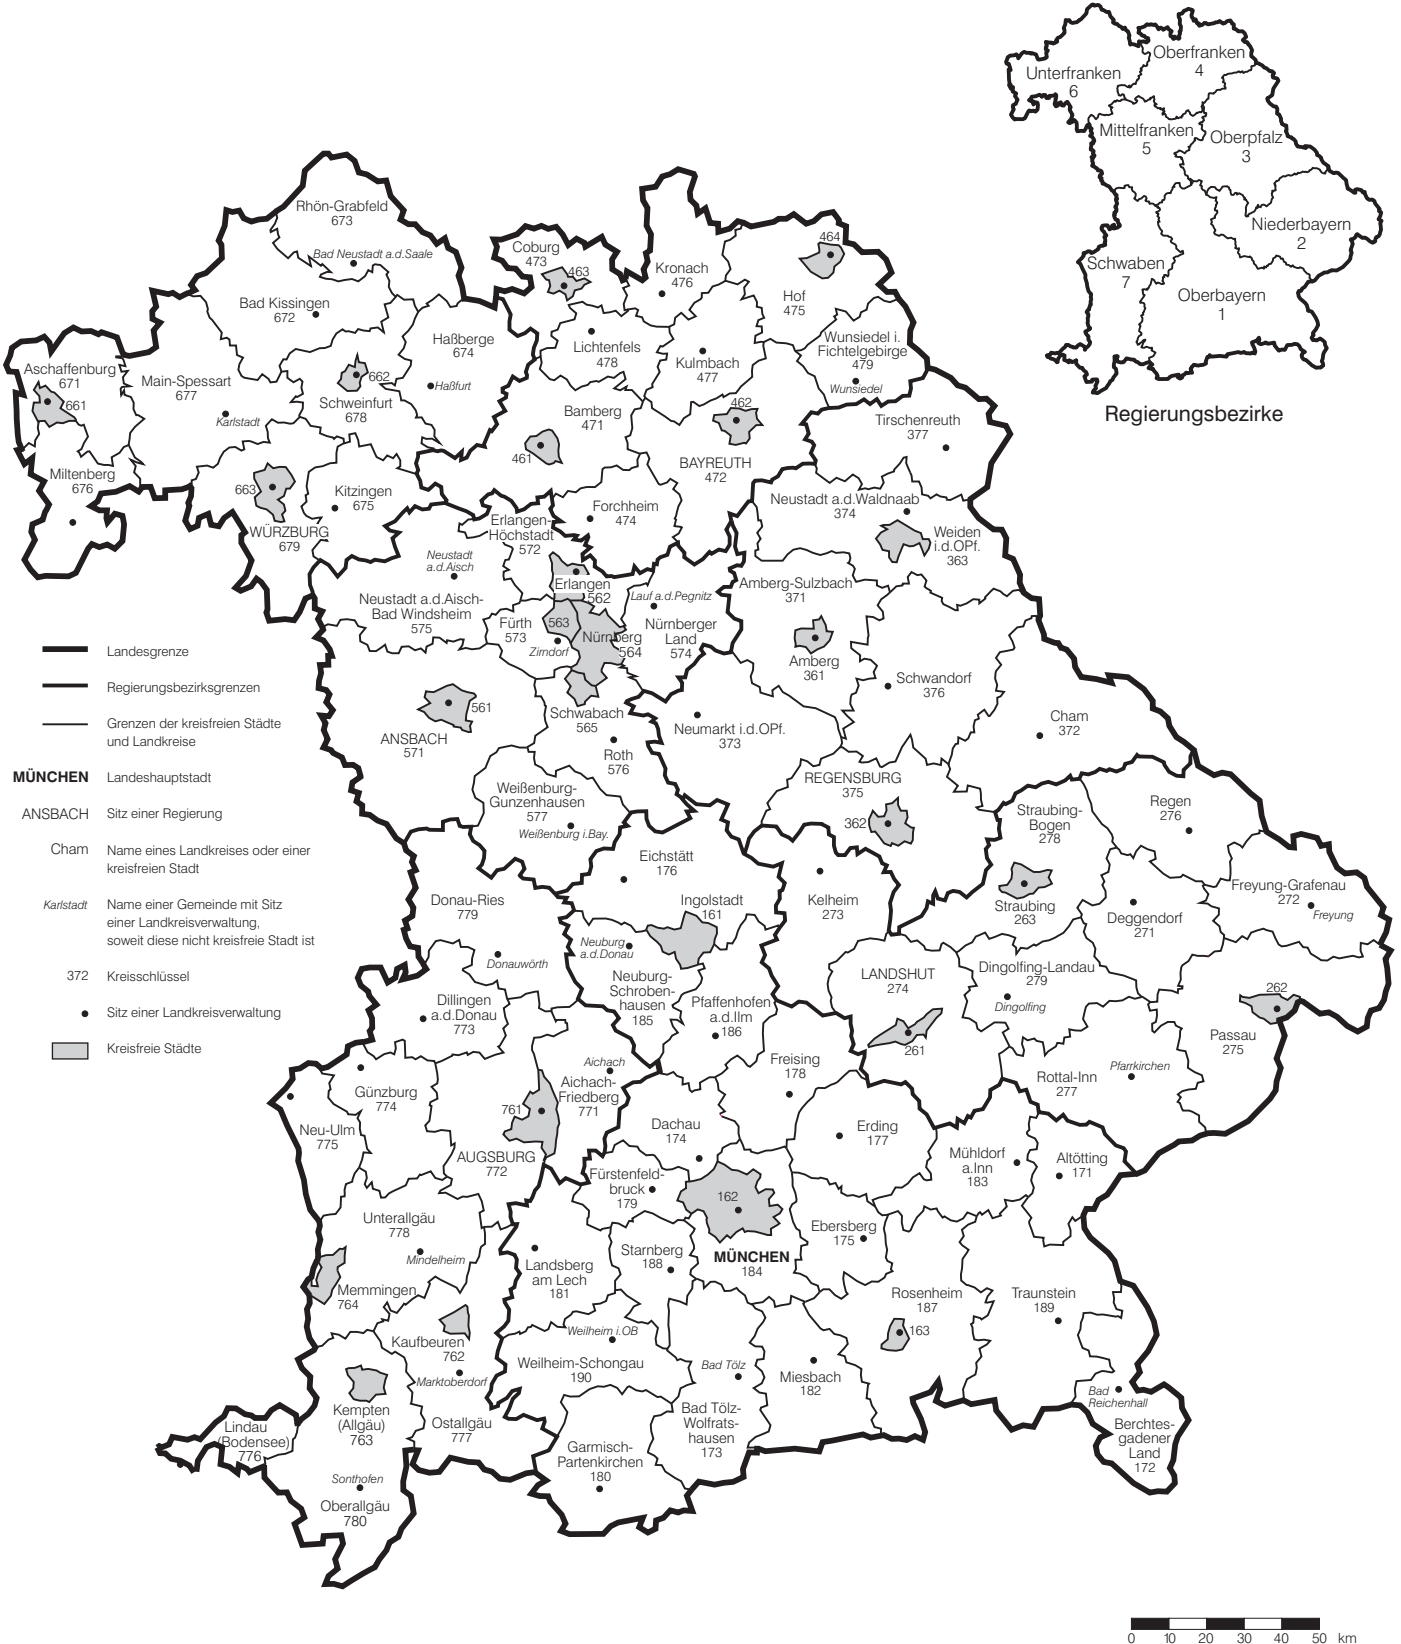 Unterfranken
6
Oberfranken
4
Mittelfranken
5
Oberpfalz
3
Niederbayern
2
Schwaben
7
Oberbayern
1
Regierungsbezirke
Rhön-Grabfeld
673
Bad Neustadt a.d.Saale
Coburg
473
463
Kronach
476
464
Hof
475
Bad Kissingen
672
Haßberge
674
Haßfurt
Lichtenfels
478
Kulmbach
477
Wunsiedel i.
Fichtelgebirge
479
Wunsiedel
Aschaffenburg
671
661
Main-Spessart
677
Karlstadt
662
Schweinfurt
678
Bamberg
471
461
462
BAYREUTH
472
Tirschenreuth
377
Miltenberg
676
663
WÜRZBURG
679
Kitzingen
675
Forchheim
474
Neustadt a.d.Waldnaab
374
Weiden
i.d.OPf.
363
Erlangen-
Höchstadt
572
Neustadt
a.d.Aisch
Neustadt a.d.Aisch-
Bad Windsheim
575
Erlangen
562
Lauf a.d.Pegnitz
Nürnberger
Land
574
Amberg-Sulzbach
371
Amberg
361
Fürth
573
563
Zirndorf
Nürnberg
564
Schwandorf
376
561
ANSBACH
571
Schwabach
565
Roth
576
Neumarkt i.d.OPf.
373
Cham
372
Weißenburg-
Gunzenhausen
577
Weißenburg i.Bay.
REGENSBURG
375
362
Straubing-
Bogen
278
Regen
276
Straubing
263
Eichstätt
176
Ingolstadt
161
Kelheim
273
Deggendorf
271
Freyung-Grafenau
272
Freyung
Donau-Ries
779
Donauwörth
Neuburg
a.d.Donau
Neuburg-
Schroben-
hausen
185
Pfaffenhofen
a.d.Ilm
186
LANDSHUT
274
261
Dingolfing-Landau
279
Dingolfing
262
Passau
275
Dillingen
a.d.Donau
773
Freising
178
Rottal-Inn
277
Pfarrkirchen
Günzburg
774
Neu-Ulm
775
Aichach
Aichach-
Friedberg
771
761
AUGSBURG
772
Dachau
174
Erding
177
Mühldorf
a.Inn
183
Altötting
171
Fürstenfeld-
bruck
179
162
MÜNCHEN
184
Ebersberg
175
Unterallgäu
778
Mindelheim
Memmingen
764
Landsberg
am Lech
181
Starnberg
188
Rosenheim
187
163
Traunstein
189
Kaufbeuren
762
Marktoberdorf
Weilheim i.OB
Weilheim-Schongau
190
Bad Tölz
Bad Tölz-
Wolfrats-
hausen
173
Miesbach
182
Bad
Reichenhall
Berchtes-
gadener
Land
172
Kempten
(Allgäu)
763
Lindau
(Bodensee)
776
Ostallgäu
777
Garmisch-
Partenkirchen
180
Sonthofen
Oberallgäu
780
Landesgrenze
Regierungsbezirksgrenzen
Grenzen der kreisfreien Städte
und Landkreise
MÜNCHEN Landeshauptstadt
ANSBACH Sitz einer Regierung
Cham Name eines Landkreises oder einer
kreisfreien Stadt
Karlstadt Name einer Gemeinde mit Sitz
einer Landkreisverwaltung,
soweit diese nicht kreisfreie Stadt ist
372 Kreisschlüssel
Sitz einer Landkreisverwaltung
Kreisfreie Städte
0 10 20 30 40 50 km